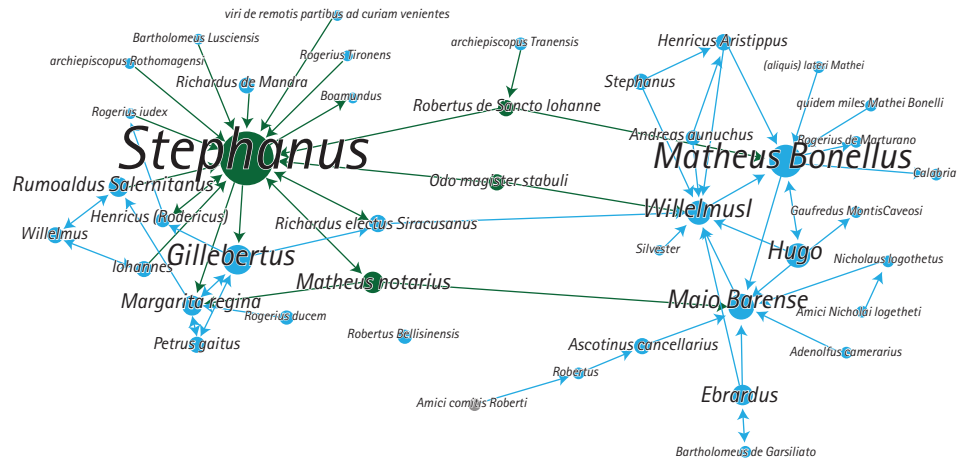 viri de remotis partibus ad curiam venientes
Bartholomeus Lusciensis
Rogerius Tironens
archiepiscopus Rothomagensi
Richardus de Mandra
Boamundus
Rogerius iudex
archiepiscopus Tranensis
Robertus de Sancto Iohanne
Henricus Aristippus
Stephanus
(aliquis) lateri Mathei
quidem miles Mathei Bonelli
Andreas aunuchus
Rogerius de Marturano
Stephanus
Matheus Bonellus
Calabria
Rumoaldus Salernitanus
Odo magister stabuli
Henricus (Rodericus)
Richardus electus Siracusanus
WillelmusI
Gaufredus MontisCaveosi
Willelmus
Gillebertus
Silvester
Hugo
Nicholaus logothetus
Iohannes
Matheus notarius
Margarita regina
Maio Barense
Rogerius ducem
Amici Nicholai logetheti
Petrus gaitus
Robertus Bellisinensis
Ascotinus cancellarius
Adenolfus camerarius
Robertus
Amici comitis Roberti
Ebrardus
Bartholomeus de Garsiliato